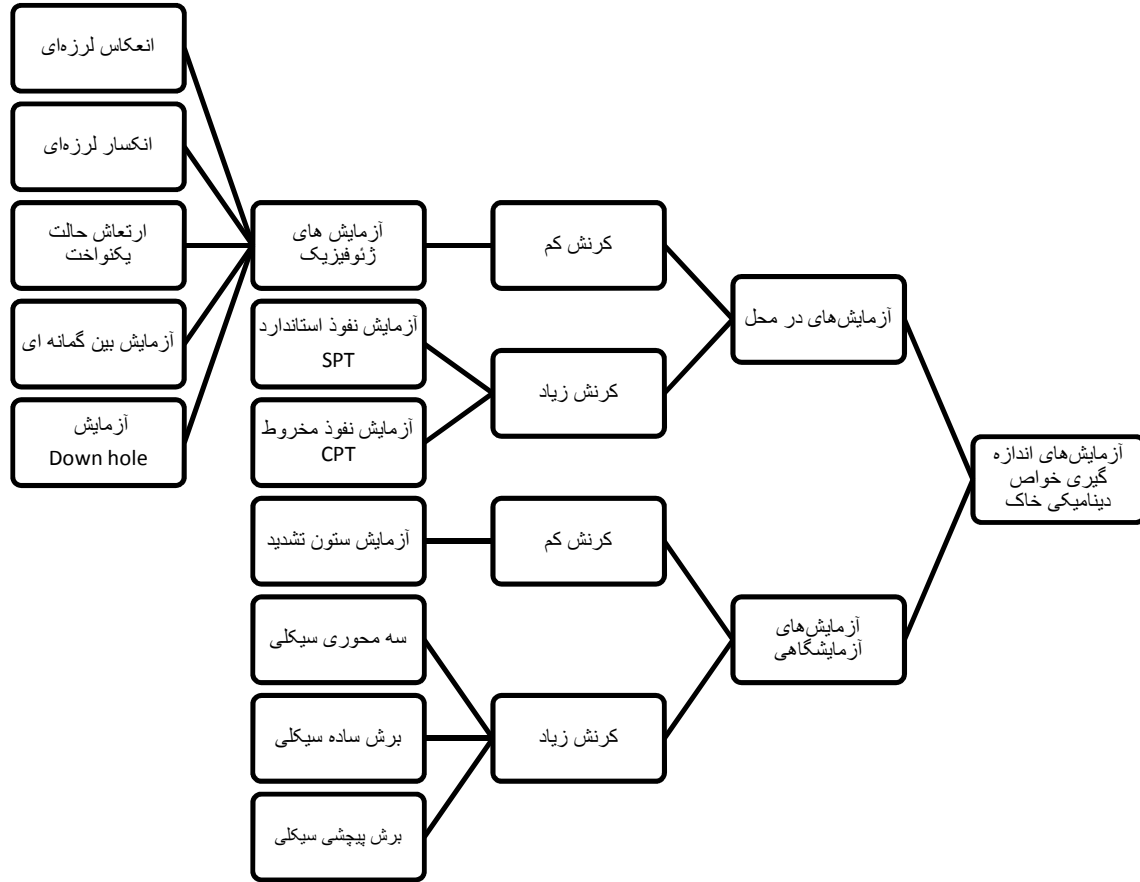 آزمایش‌های اندازه
گیری خواص
دینامیکی خاک
آزمایش‌های در محل
کرنش کم
آزمایش های
ژئوفیزیک
انعکاس لرزه‌ای
انکسار لرزه‌ای
ارتعاش حالت
یکنواخت
آزمایش بین گمانه ای
آزمایش
Down hole
کرنش زیاد
آزمایش نفوذ استاندارد
SPT
آزمایش نفوذ مخروط
CPT
آزمایش‌های
آزمایشگاهی
کرنش کم
آزمایش ستون تشدید
کرنش زیاد
سه محوری سیکلی
برش ساده سیکلی
برش پیچشی سیکلی